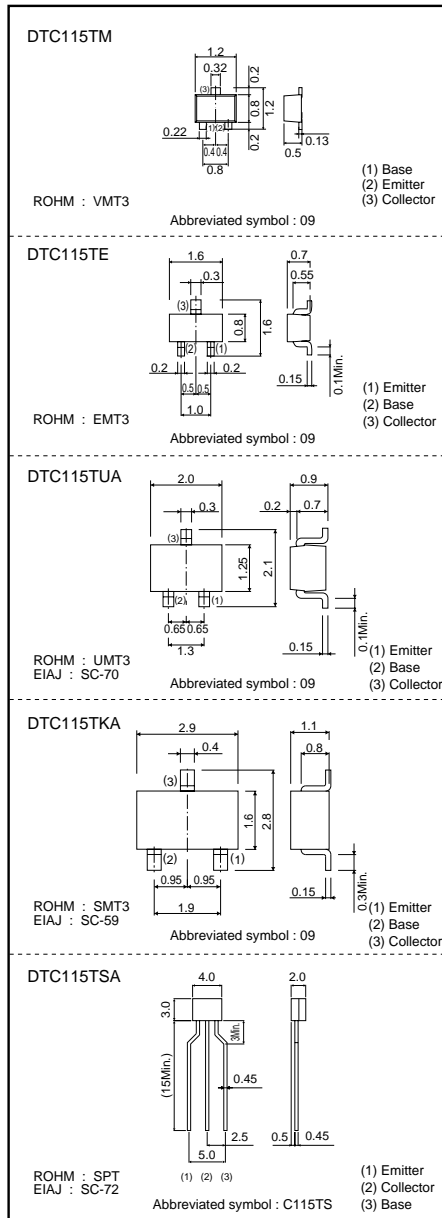 DTC115TM
1.2
0.32
0.2
(3)
0.8
1.2
0.22
(1)
(2)
0.2
0.4
0.4
0.8
0.5
0.13
(1) Base
(2) Emitter
(3) Collector
ROHM : VMT3
Abbreviated symbol : 09
DTC115TE
1.6
0.3
0.7
0.55
(3)
0.8
1.6
(2)
(1)
0.2
0.2
0.5
0.5
1.0
0.15
0.1Min.
(1) Emitter
(2) Base
(3) Collector
ROHM : EMT3
Abbreviated symbol : 09
DTC115TUA
2.0
0.3
0.9
0.2
0.7
(3)
1.25
2.1
(2)
(1)
0.65
0.65
1.3
0.15
0.1Min.
ROHM : UMT3
EIAJ : SC-70
(1) Emitter
(2) Base
(3) Collector
Abbreviated symbol : 09
DTC115TKA
2.9
0.4
1.1
0.8
(3)
1.6
2.8
(2)
(1)
0.95
0.95
1.9
0.15
0.3Min.
ROHM : SMT3
EIAJ : SC-59
(1) Emitter
(2) Base
(3) Collector
Abbreviated symbol : 09
DTC115TSA
4.0
2.0
3.0
3Min.
(15Min.)
0.45
2.5
5.0
0.5
0.45
(1)
(2)
(3)
ROHM : SPT
EIAJ : SC-72
(1) Emitter
(2) Collector
(3) Base
Abbreviated symbol : C115TS